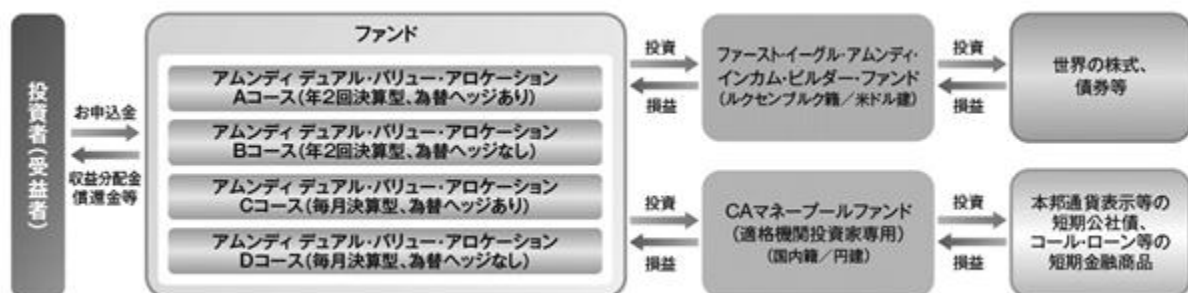 投資者(受益者)
お申込金
収益分配金
償還金等
ファンド
アムンディ デュアル・バリュー・アロケーション
Aコース(年2回決算型、為替ヘッジあり)
アムンディ デュアル・バリュー・アロケーション
Bコース(年2回決算型、為替ヘッジなし)
アムンディ デュアル・バリュー・アロケーション
Cコース(毎月決算型、為替ヘッジあり)
アムンディ デュアル・バリュー・アロケーション
Dコース(毎月決算型、為替ヘッジなし)
投資
損益
ファースト・イーグル・アムンディ・
インカム・ビルダー・ファンド
(ルクセンブルク籍/米ドル建)
投資
損益
世界の株式、
債券等
投資
損益
CAマネープールファンド
(適格機関投資家専用)
(国内籍/円建)
投資
損益
本邦通貨表示等の
短期公社債、
コール・ローン等の
短期金融商品